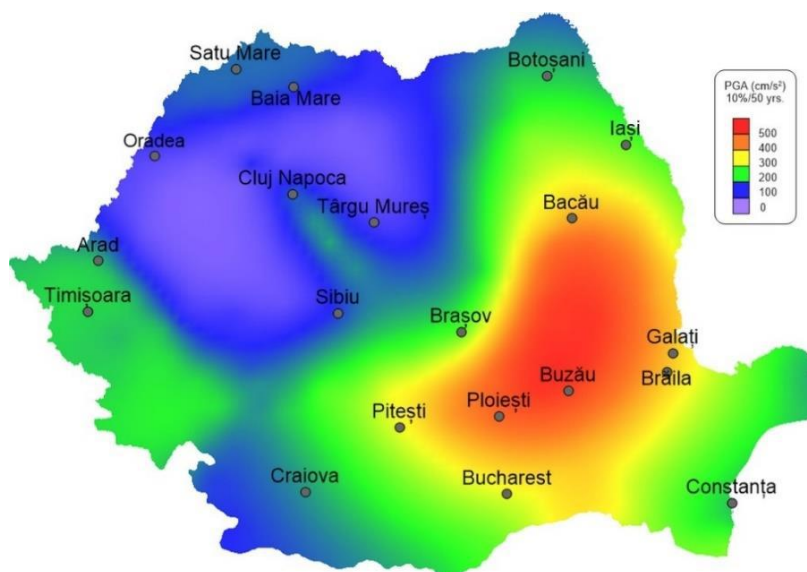 Satu Mare
Botoșani
Baia Mare
PGA (cm/s²)
10%/50 yrs.
500
400
300
200
100
0
Iași
Oradea
Cluj Napoca
Târgu Mureș
Bacău
Arad
Timișoara
Sibiu
Brașov
Galați
Brăila
Buzău
Ploiești
Pitești
Craiova
Bucharest
Constanța